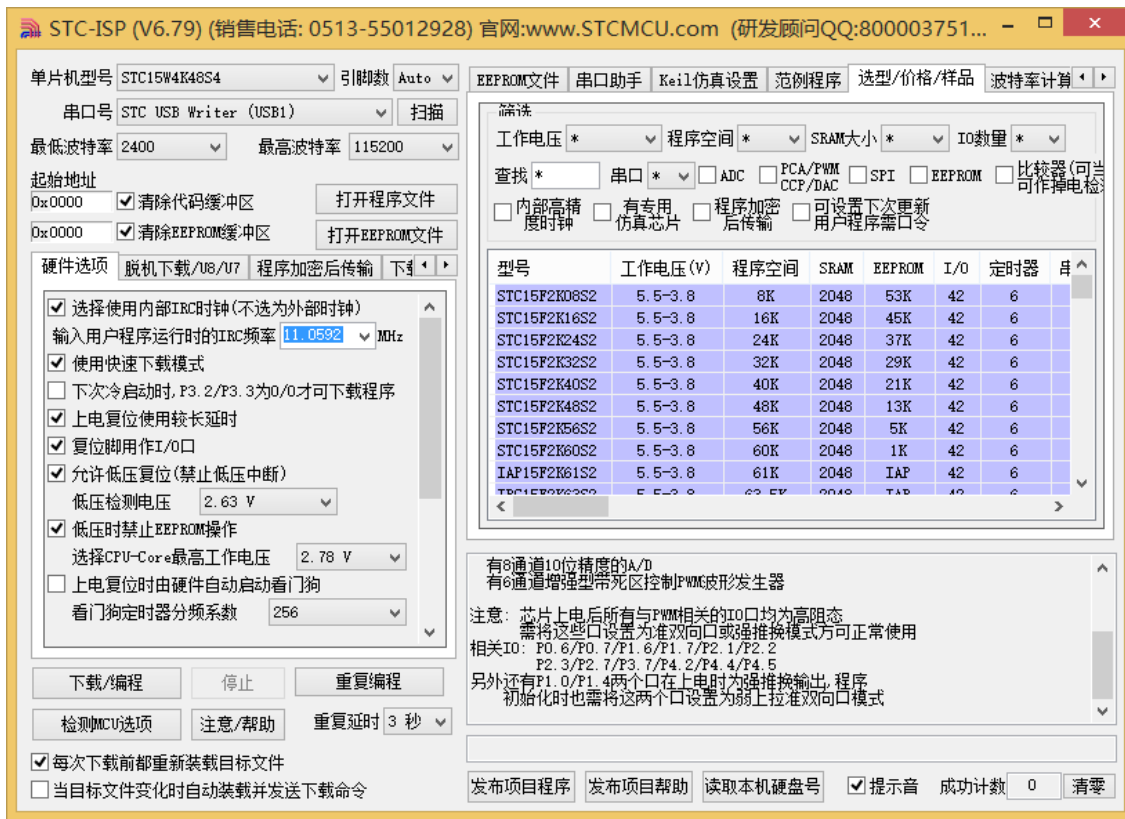 STC-ISP (V6.79) (销售电话: 0513-55012928) 官网:www.STCMCU.com (研发顾问QQ:800003751...
单片机型号 STC15W4K48S4 引脚数 Auto
串口号 STC USB Writer (USB1) 扫描
最低波特率 2400 最高波特率 115200
起始地址
0x0000 清除代码缓冲区 打开程序文件
0x0000 清除EEPROM缓冲区 打开EEPROM文件
硬件选项 脱机下载/U8/U7 程序加密后传输
选择使用内部IRC时钟(不选为外部时钟)
输入用户程序运行时的IRC频率 11.0592 MHz
使用快速下载模式
下次冷启动时,P3.2/P3.3为0/0才可下载程序
上电复位使用较长延时
复位脚用作I/O口
允许低压复位(禁止低压中断)
低压检测电压 2.63 V
低压时禁止EEPROM操作
选择CPU-Core最高工作电压 2.78 V
上电复位时由硬件自动启动看门狗
看门狗定时器分频系数 256
下载/编程 停止 重复编程
检测MCU选项 注意/帮助 重复延时 3 秒
每次下载前都重新装载目标文件
当目标文件变化时自动装载并发送下载命令
EEPROM文件 串口助手 Keil仿真设置 范例程序 选型/价格/样品 波特率计算
筛选
工作电压 * 程序空间 * SRAM大小 * IO数量 *
查找 * 串口 * ADC PCA/PWM CCP/DAC SPI EEPROM 比较器(可当 可作掉电检
内部高精度时钟 有专用仿真芯片 程序加密后传输 可设置下次更新用户程序需口令
型号 工作电压(V) 程序空间 SRAM EEPROM I/O 定时器
STC15F2K08S2 5.5-3.8 8K 2048 53K 42 6
STC15F2K16S2 5.5-3.8 16K 2048 45K 42 6
STC15F2K24S2 5.5-3.8 24K 2048 37K 42 6
STC15F2K32S2 5.5-3.8 32K 2048 29K 42 6
STC15F2K40S2 5.5-3.8 40K 2048 21K 42 6
STC15F2K48S2 5.5-3.8 48K 2048 13K 42 6
STC15F2K56S2 5.5-3.8 56K 2048 5K 42 6
STC15F2K60S2 5.5-3.8 60K 2048 1K 42 6
IAP15F2K61S2 5.5-3.8 61K 2048 IAP 42 6
有8通道10位精度的A/D
有6通道增强型带死区控制PWM波形发生器
注意: 芯片上电后所有与PWM相关的IO口均为高阻态
需将这些口设置为准双向口或强推挽模式方可正常使用
相关IO: P0.6/P0.7/P1.6/P1.7/P2.1/P2.2
P2.3/P2.7/P3.7/P4.2/P4.4/P4.5
另外还有P1.0/P1.4两个口在上电时为强推挽输出,程序
初始化时也需将这两个口设置为弱上拉准双向口模式
发布项目程序 发布项目帮助 读取本机硬盘号 提示音 成功计数 0 清零